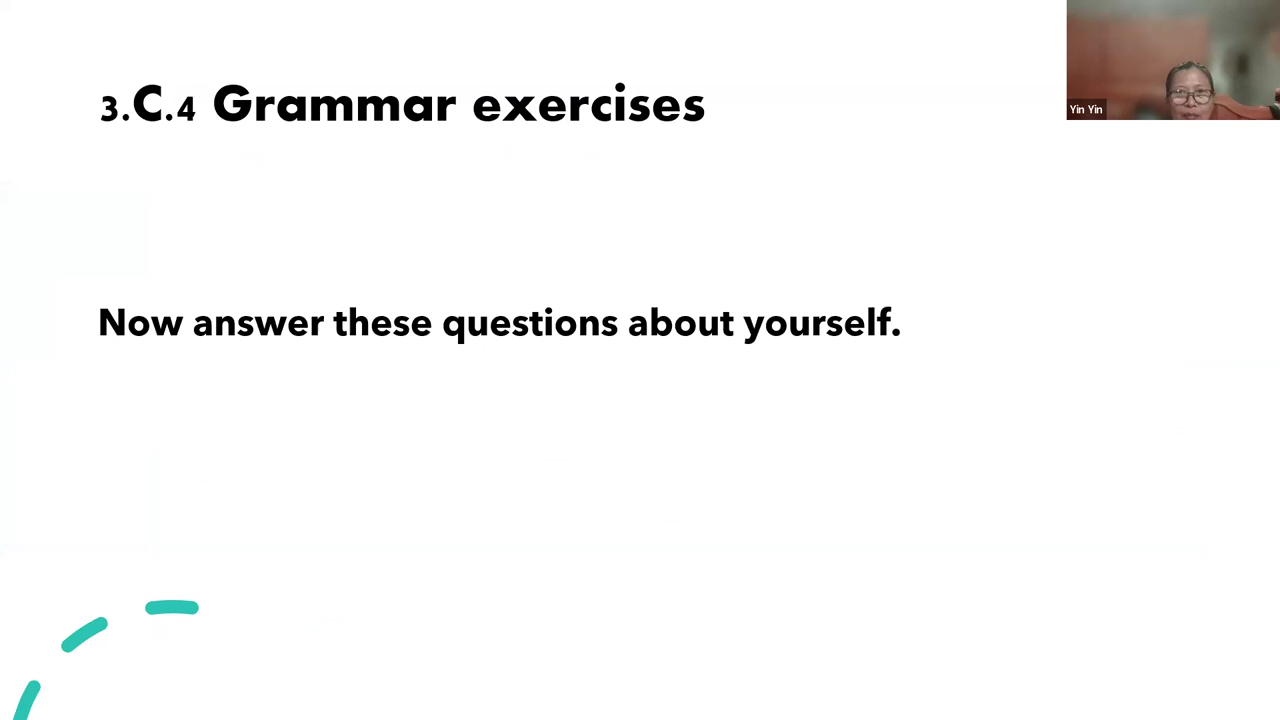 3.C.4 Grammar exercises
Yin Yin
Now answer these questions about yourself.